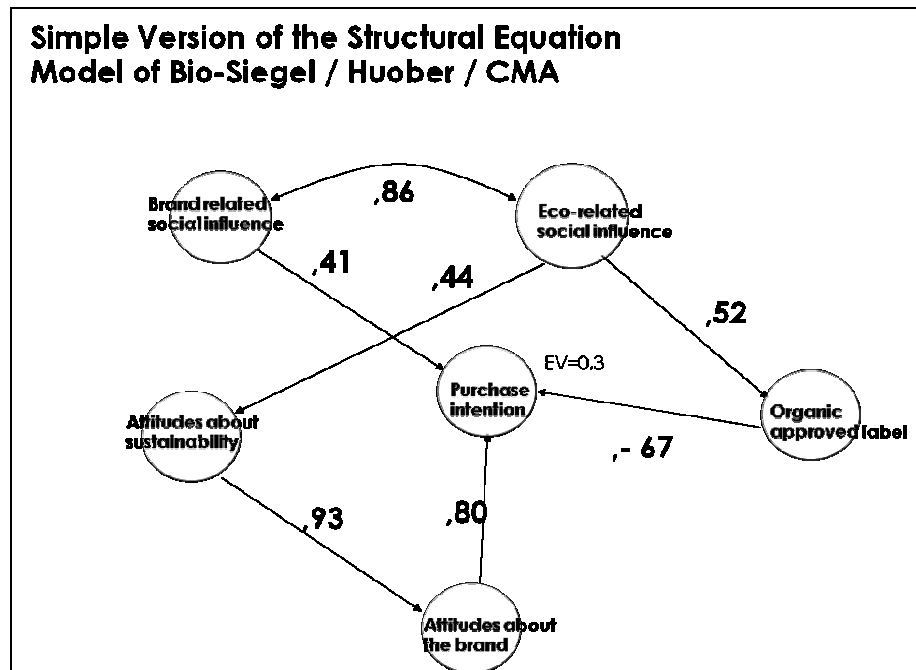 Simple Version of the Structural Equation
Model of Bio-Siegel / Huober / CMA
Brand related
social influence
,86
Eco-related
social influence
,41
,44
,52
Purchase
intention
EV=0.3
Organic
approved label
,- 67
Attitudes about
sustainability
,93
,80
Attitudes about
the brand